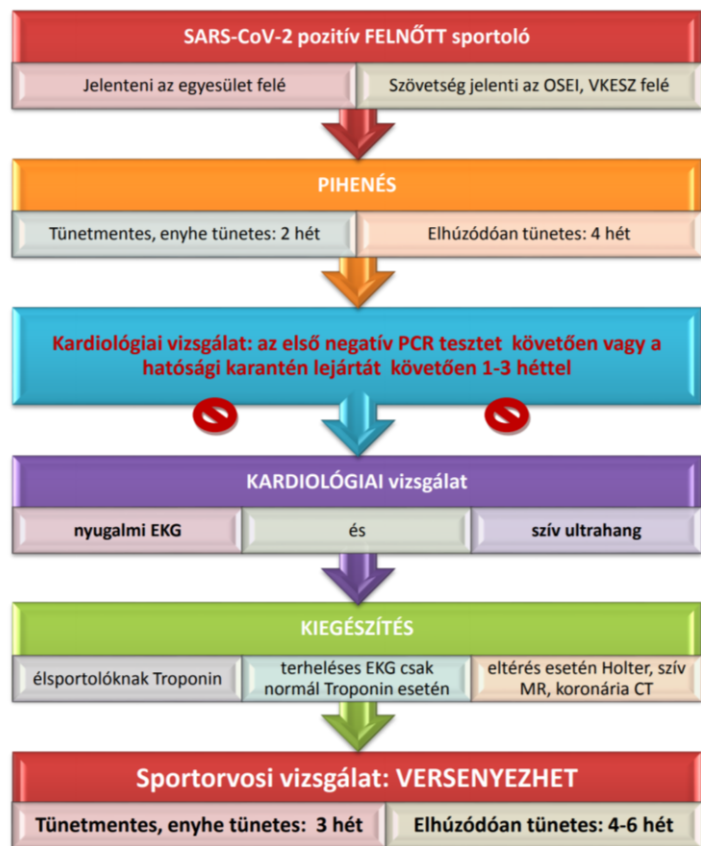 SARS-CoV-2 pozitív FELNŐTT sportoló
Jelenteni az egyesület felé
Szövetség jelenti az OSEI, VKESZ felé
PIHENÉS
Tünetmentes, enyhe tünetes: 2 hét
Elhúzódóan tünetes: 4 hét
Kardiológiai vizsgálat: az első negatív PCR tesztet követően vagy a
hatósági karantén lejártát követően 1-3 héttel
KARDIOLÓGIAI vizsgálat
nyugalmi EKG
és
szív ultrahang
KIEGÉSZÍTÉS
élsportolóknak Troponin
terheléses EKG csak
normál Troponin esetén
eltérés esetén Holter, szív
MR, koronária CT
Sportorvosi vizsgálat: VERSENYEZHET
Tünetmentes, enyhe tünetes: 3 hét
Elhúzódóan tünetes: 4-6 hét